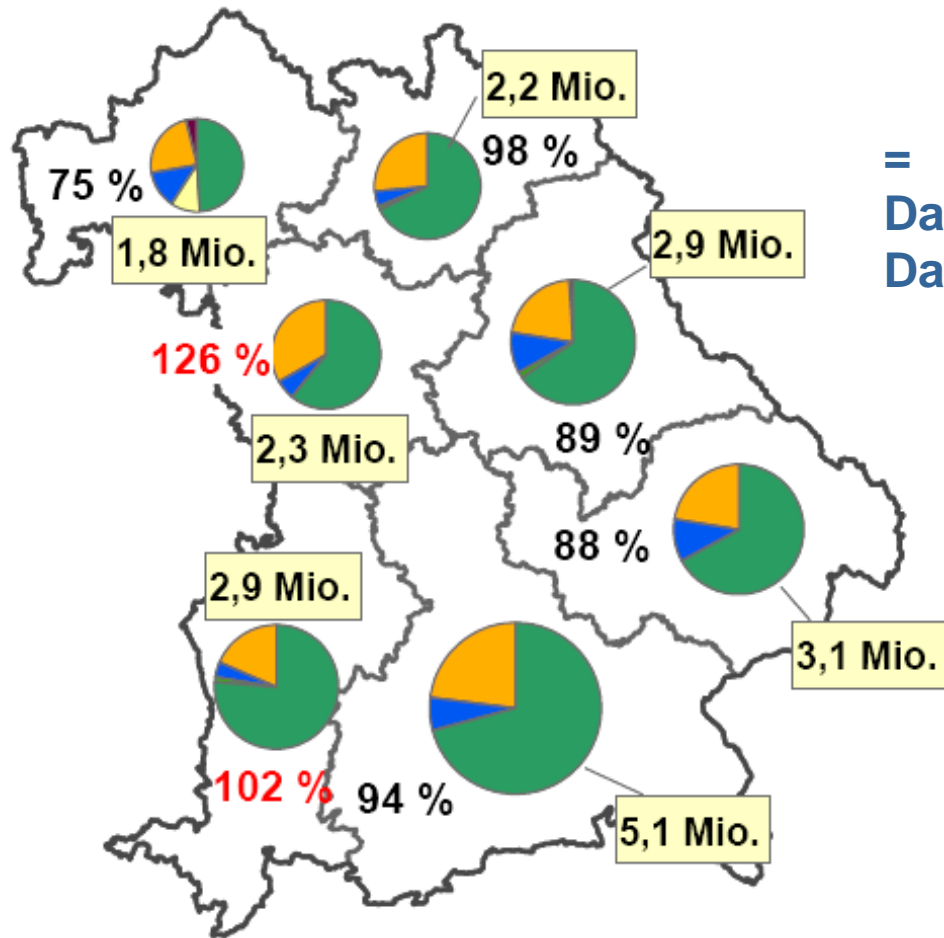 2,2 Mio.
98 %
75 %
1,8 Mio.
=
Da
Da
2,9 Mio.
126 %
2,3 Mio.
89 %
88 %
2,9 Mio.
3,1 Mio.
102 %
94 %
5,1 Mio.